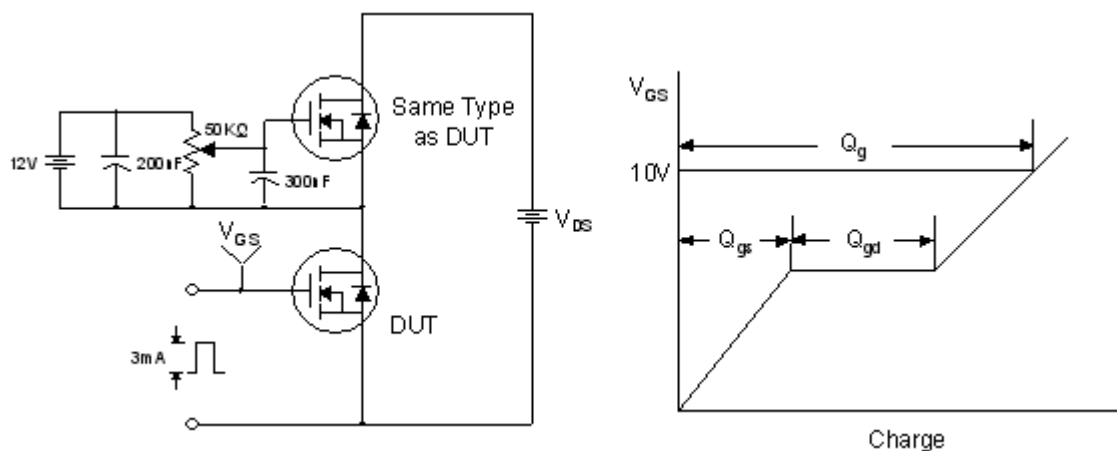 Same Type
as DUT
50KΩ
12V
200nF
300nF
V_GS
V_DS
DUT
3mA
V_GS
Q_g
10V
Q_gs
Q_gd
Charge